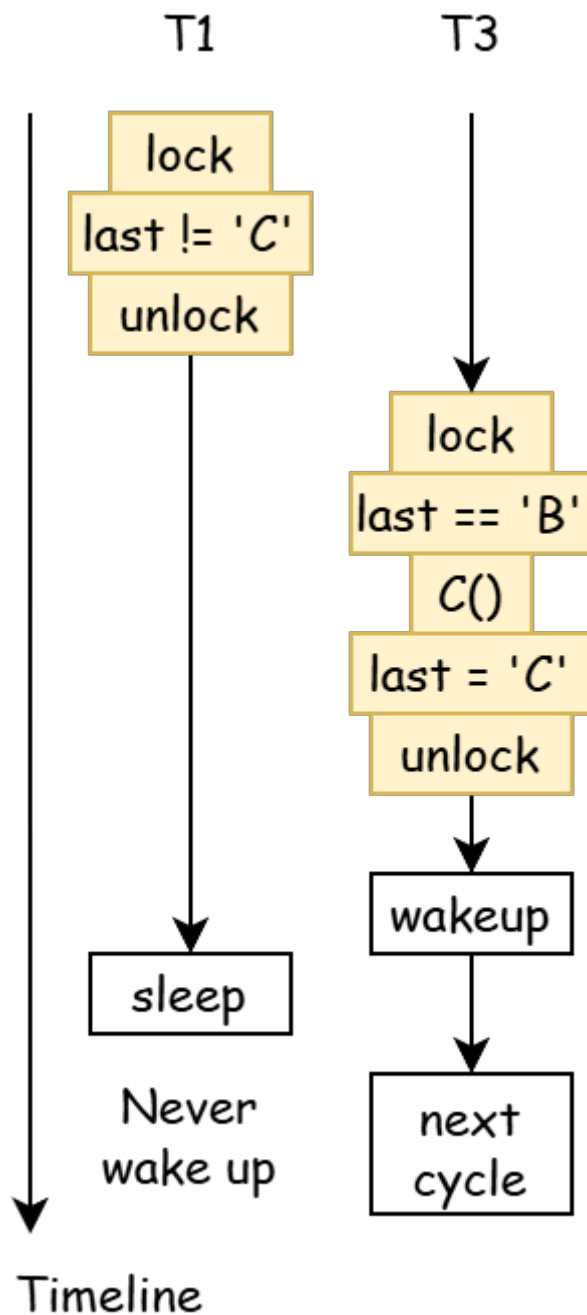 T1
T3
lock
last != 'C'
unlock
lock
last == 'B'
C()
last = 'C'
unlock
wakeup
sleep
Never
wake up
next
cycle
Timeline